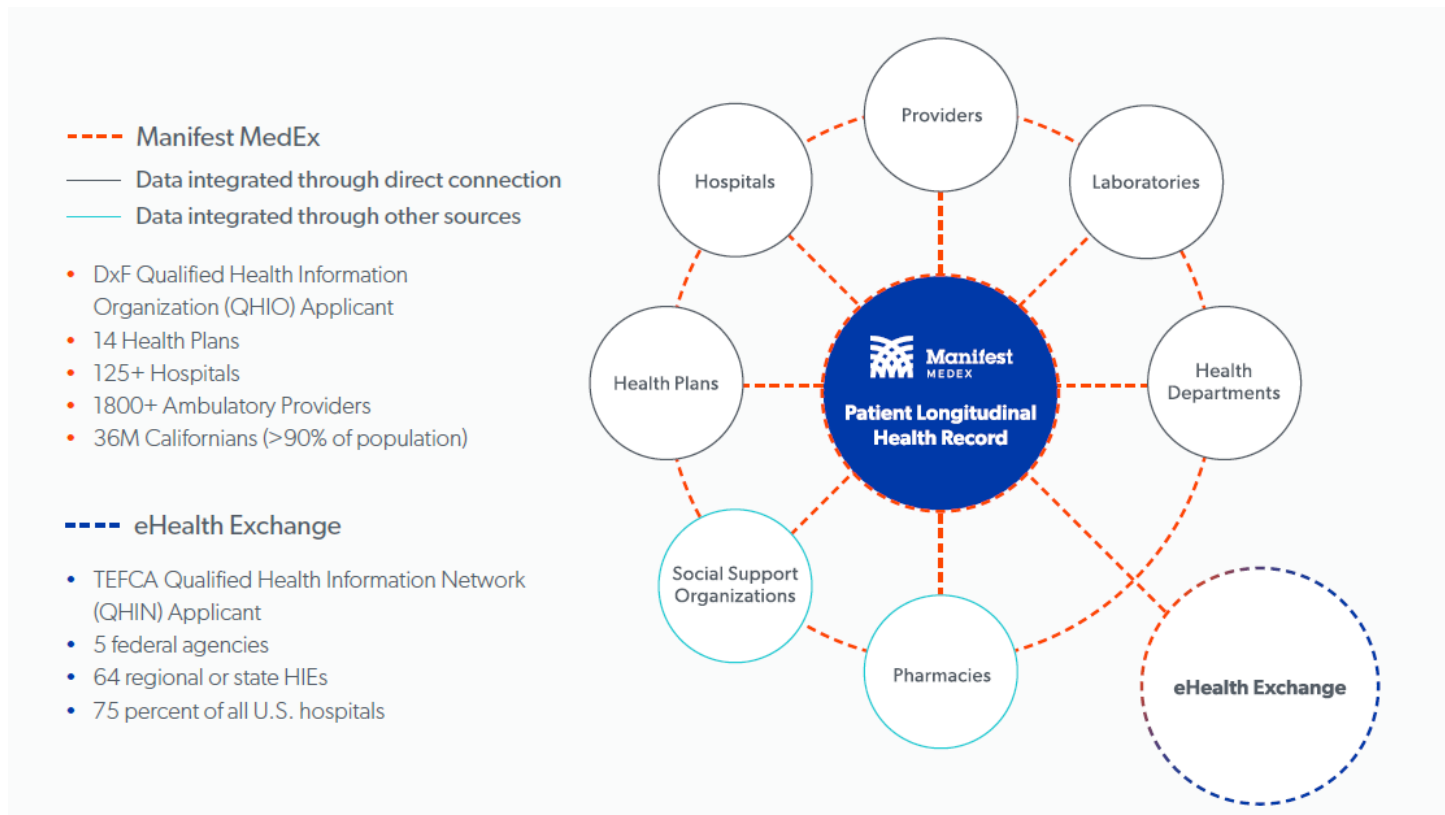 Manifest MedEx
Data integrated through direct connection
Data integrated through other sources
• DxF Qualified Health Information
Organization (QHIO) Applicant
• 14 Health Plans
• 125+ Hospitals
• 1800+ Ambulatory Providers
• 36M Californians (>90% of population)
eHealth Exchange
• TEFCA Qualified Health Information Network
(QHIN) Applicant
• 5 federal agencies
• 64 regional or state HIEs
• 75 percent of all U.S. hospitals
Providers
Hospitals
Laboratories
Health Plans
Manifest
MEDEX
Patient Longitudinal
Health Record
Health
Departments
Social Support
Organizations
Pharmacies
eHealth Exchange